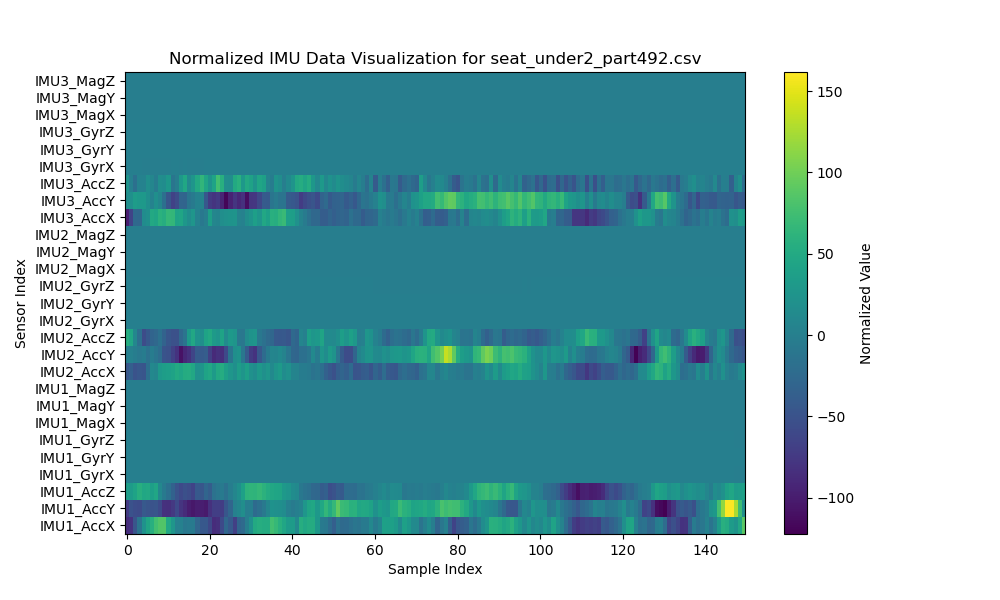 Normalized IMU Data Visualization for seat_under2_part492.csv
IMU3_MagZ
IMU3_MagY
IMU3_MagX
IMU3_GyrZ
IMU3_GyrY
IMU3_GyrX
IMU3_AccZ
IMU3_AccY
IMU3_AccX
IMU2_MagZ
IMU2_MagY
IMU2_MagX
IMU2_GyrZ
IMU2_GyrY
IMU2_GyrX
IMU2_AccZ
IMU2_AccY
IMU2_AccX
IMU1_MagZ
IMU1_MagY
IMU1_MagX
IMU1_GyrZ
IMU1_GyrY
IMU1_GyrX
IMU1_AccZ
IMU1_AccY
IMU1_AccX
Sensor Index
0 20 40 60 80 100 120 140
Sample Index
150
100
50
0
−50
−100
Normalized Value